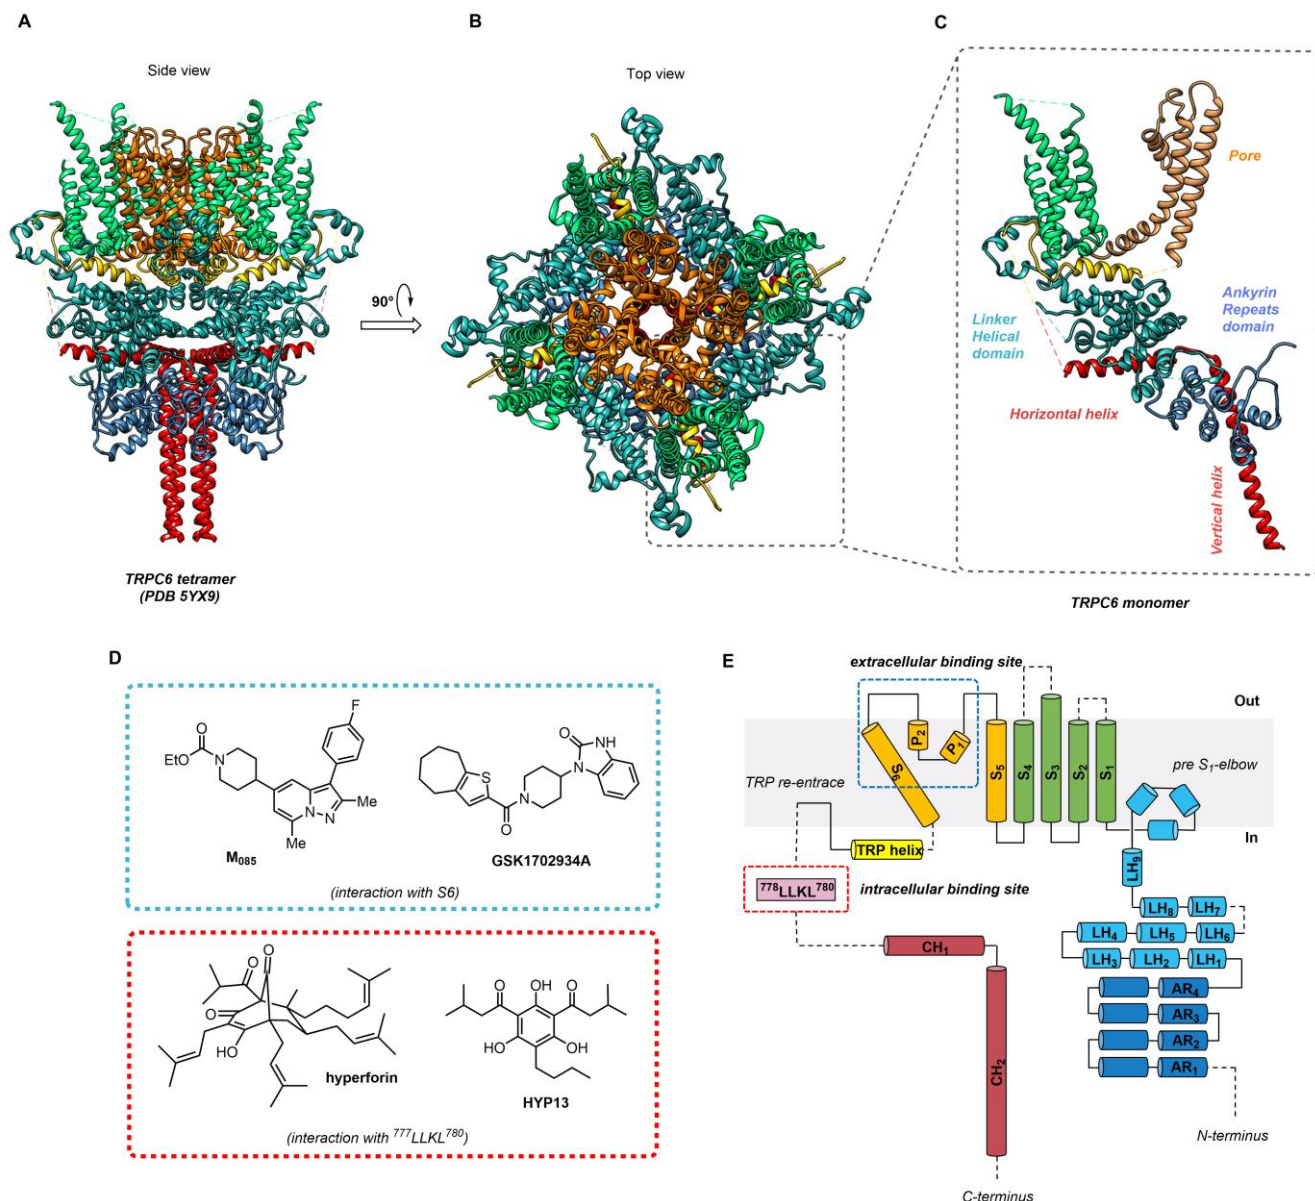 A
Side view
90°
TRPC6 tetramer
(PDB 5YX9)
B
Top view
C
Pore
Ankyrin
Repeats
domain
Linker
Helical
domain
Horizontal helix
Vertical helix
TRPC6 monomer
D
O
EtO
N
F
N
N
Me
Me
M085
S
O
N
O
NH
N
GSK1702934A
(interaction with S6)
O
O
O
HO
hyperforin
O
OH
O
HO
OH
HYP13
(interaction with 777LLKL780)
E
extracellular binding site
Out
P2
P1
S6
S5
S4
S3
S2
S1
TRP re-entrace
pre S1-elbow
In
TRP helix
LH9
778LLKL780
intracellular binding site
LH8
LH7
LH4
LH5
LH6
LH3
LH2
LH1
CH1
AR4
AR3
AR2
AR1
CH2
N-terminus
C-terminus